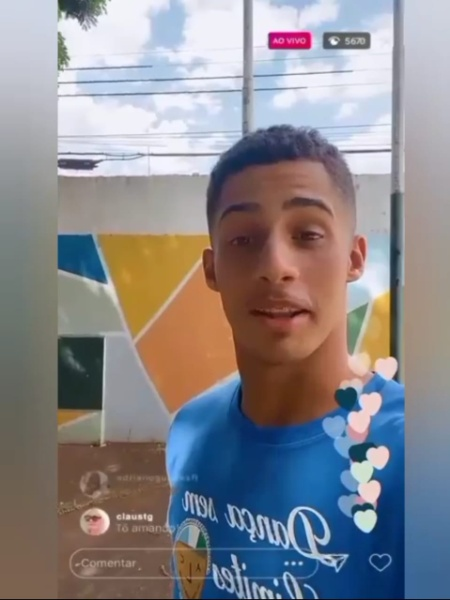 AO VIVO 5670
claustg
Tô amando!
Comentar
Dança sem
limites